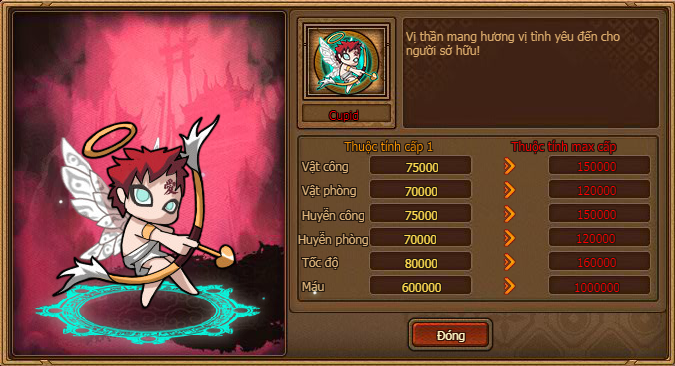 Vị thần mang hương vị tình yêu đến cho
người sở hữu!
Cupid
Thuộc tính cấp 1 Thuộc tính max cấp
Vật công 75000 150000
Vật phòng 70000 120000
Huyễn công 75000 150000
Huyễn phòng 70000 120000
Tốc độ 80000 160000
Máu 600000 1000000
Đóng